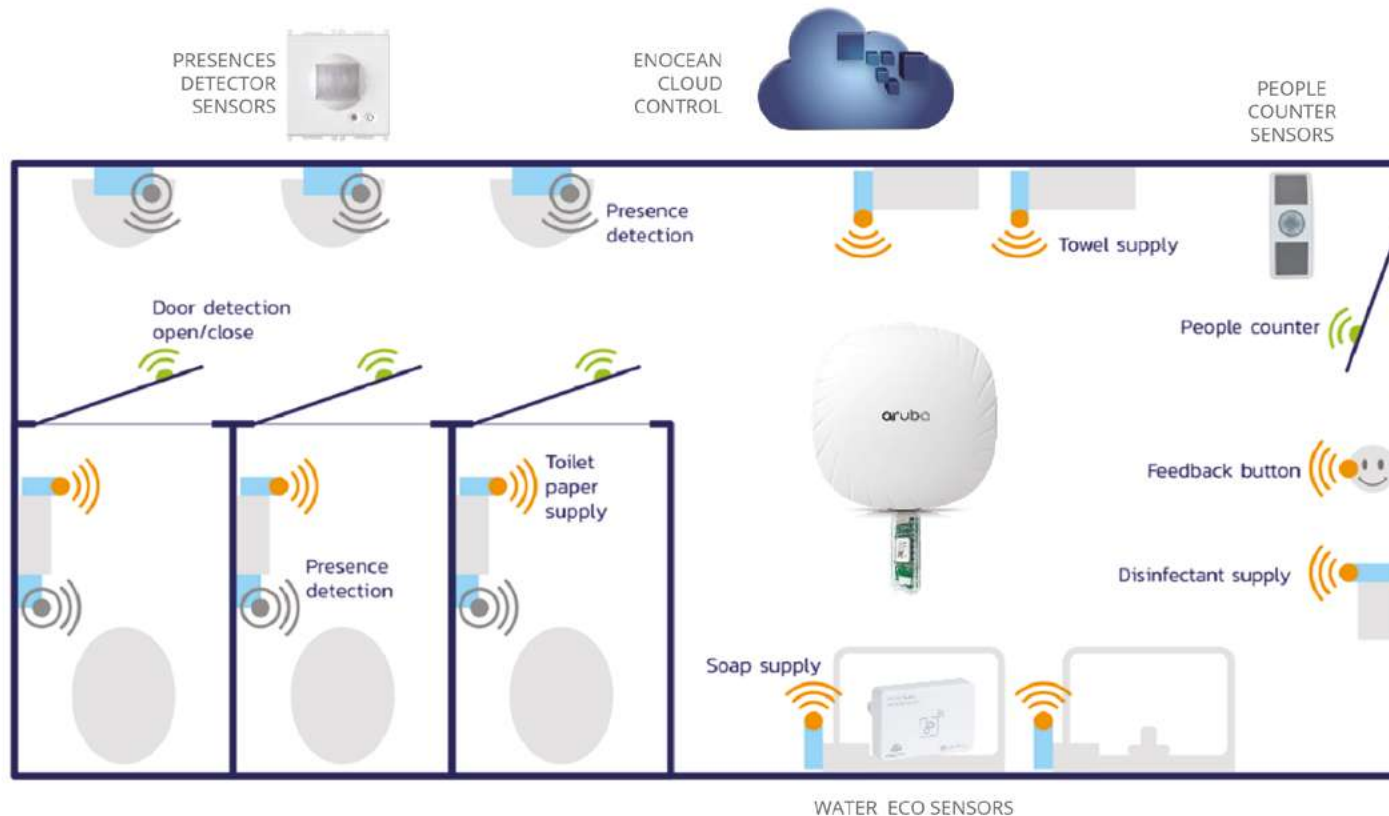 PRESENCES
DETECTOR
SENSORS
ENOCEAN
CLOUD
CONTROL
PEOPLE
COUNTER
SENSORS
Presence
detection
Towel supply
Door detection
open/close
People counter
aruba
Toilet
paper
supply
Feedback button
Presence
detection
Disinfectant supply
Soap supply
WATER ECO SENSORS